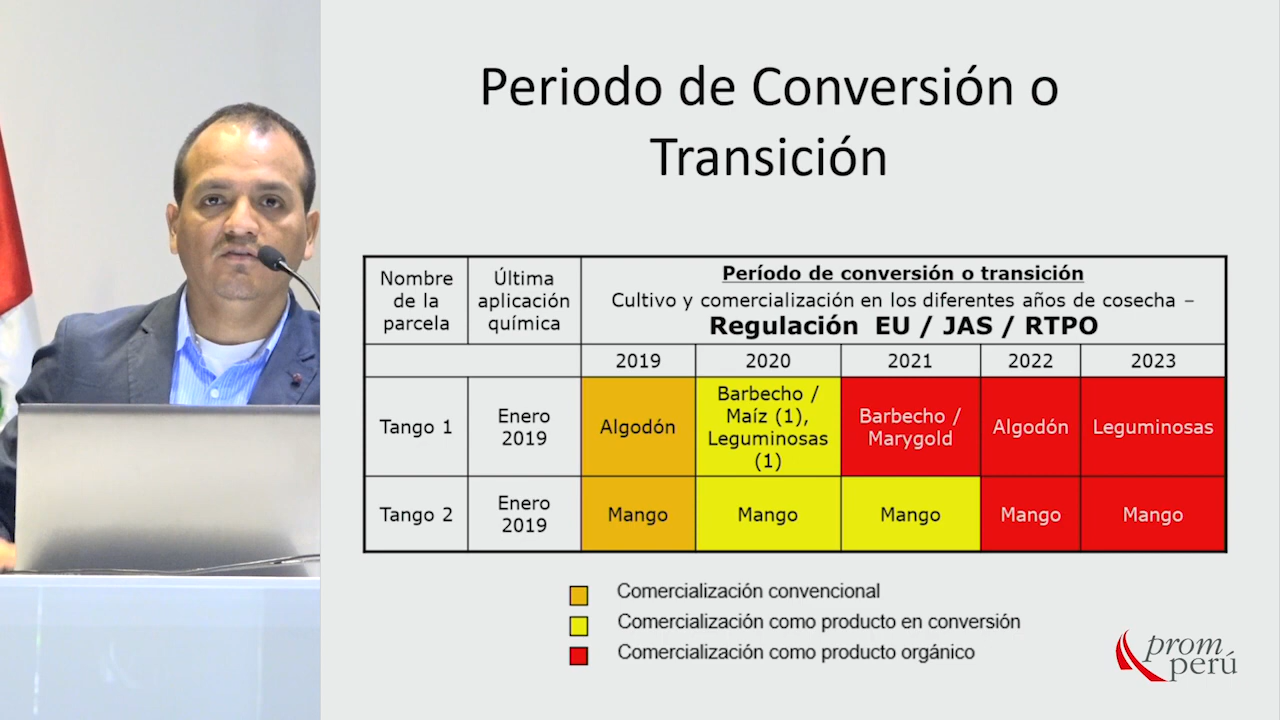 Periodo de Conversión o
Transición
Nombre
de la
parcela
Última
aplicación
química
Período de conversión o transición
Cultivo y comercialización en los diferentes años de cosecha –
Regulación EU / JAS / RTPO
2019
2020
2021
2022
2023
Tango 1
Enero
2019
Algodón
Barbecho /
Maíz (1),
Leguminosas
(1)
Barbecho /
Marygold
Algodón
Leguminosas
Tango 2
Enero
2019
Mango
Mango
Mango
Mango
Mango
Comercialización convencional
Comercialización como producto en conversión
Comercialización como producto orgánico
prom
perú